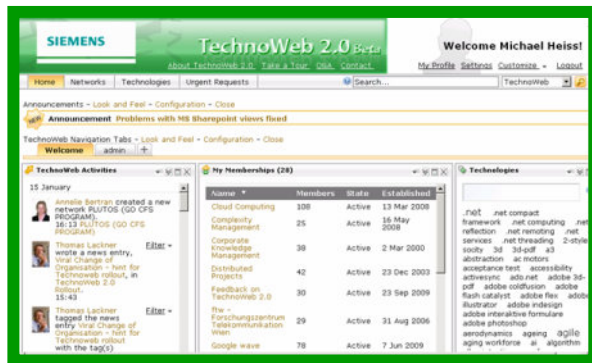 SIEMENS
TechnoWeb 2.0 Beta
Welcome Michael Heiss!
About TechnoWeb 2.0 Take a Tour Q&A Contact
My Profile Settings Customize Logout
Home Networks Technologies Urgent Requests
Search...
TechnoWeb
Announcements - Look and Feel - Configuration - Close
NEW Announcement Problems with MS Sharepoint views fixed
TechnoWeb Navigation Tabs - Look and Feel - Configuration - Close
Welcome admin +
TechnoWeb Activities
15 January
Annelie Bertran created a new
network PLUTOS (GO CFS
PROGRAM).
16:13 PLUTOS (GO CFS
PROGRAM)
Thomas Lackner Filter
wrote a news entry,
Viral Change of
Organisation - hint for
Technoweb rollout, in
TechnoWeb 2.0
Rollout.
15:43
Thomas Lackner Filter
tagged the news
entry Viral Change of
Organisation - hint for
Technoweb rollout
with the tag(s)
My Memberships (28)
Name Members State Established
Cloud Computing 108 Active 13 Mar 2008
Complexity
Management 25 Active 16 May
2008
Corporate
Knowledge
Management 38 Active 2 Mar 2000
Distributed
Projects 42 Active 23 Dec 2003
Feedback on
TechnoWeb 2.0 30 Active 23 Sep 2009
ftw -
Forschungszentrum
Telekommunikation
Wien 29 Active 31 Aug 2006
Google wave 78 Active 7 Jun 2009
Technologies
.net .net compact
framework .net computing .net
reflection .net remoting .net
services .net threading 2-style
socity 3d 3d-pdf a3
abstraction ac motors
acceptance test accessibility
activesync ado.net adobe 3d-
pdf adobe coldfusion adobe
flash catalyst adobe flex adobe
illustrator adobe indesign
adobe interaktive formulare
adobe photoshop
aerodynamics ageing agile
aging workforce ai algorithm